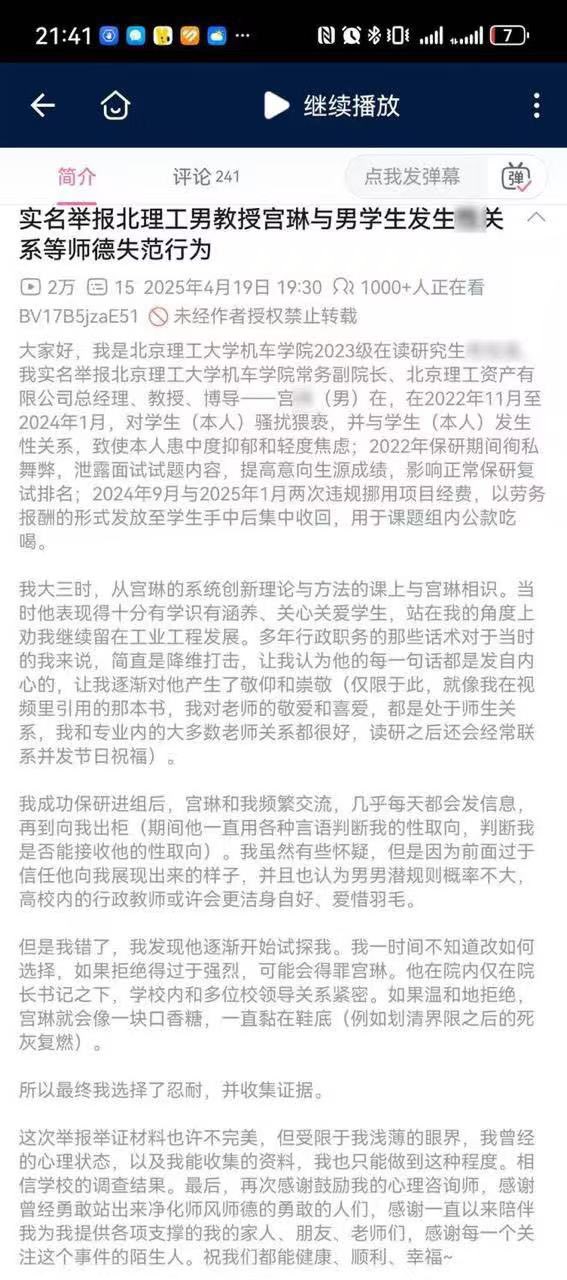 21:41
7
继续播放
简介
评论 241
点我发弹幕
弹
实名举报北理工男教授宫琳与男学生发生关
系等师德失范行为
2万 15 2025年4月19日 19:30 1000+人正在看
BV17B5jzaE51 未经作者授权禁止转载
大家好，我是北京理工大学机车学院2023级在读研究生
我实名举报北京理工大学机车学院常务副院长、北京理工资产有
限公司总经理、教授、博导——宫（男）在，在2022年11月至
2024年1月，对学生（本人）骚扰猥亵，并与学生（本人）发生
性关系，致使本人患中度抑郁和轻度焦虑；2022年保研期间徇私
舞弊，泄露面试试题内容，提高意向生源成绩，影响正常保研复
试排名；2024年9月与2025年1月两次违规挪用项目经费，以劳务
报酬的形式发放至学生手中后集中收回，用于课题组内公款吃
喝。
我大三时，从宫琳的系统创新理论与方法的课上与宫琳相识。当
时他表现得十分有学识有涵养、关心关爱学生，站在我的角度上
劝我继续留在工业工程发展。多年行政职务的那些话术对于当时
的我来说，简直是降维打击，让我认为他的每一句话都是发自内
心的，让我逐渐对他产生了敬仰和崇敬（仅限于此，就像我在视
频里引用的那本书，我对老师的敬爱和喜爱，都是处于师生关
系，我和专业内的大多数老师关系都很好，读研之后还会经常联
系并发节日祝福）。
我成功保研进组后，宫琳和我频繁交流，几乎每天都会发信息，
再到向我出柜（期间他一直用各种言语判断我的性取向，判断我
是否能接收他的性取向）。我虽然有些怀疑，但是因为前面过于
信任他向我展现出来的样子，并且也认为男男潜规则概率不大，
高校内的行政教师或许会更洁身自好、爱惜羽毛。
但是我错了，我发现他逐渐开始试探我。我一时间不知道改如何
选择，如果拒绝得过于强烈，可能会得罪宫琳。他在院内仅在院
长书记之下，学校内和多位校领导关系紧密。如果温和地拒绝，
宫琳就会像一块口香糖，一直黏在鞋底（例如划清界限之后的死
灰复燃）。
所以最终我选择了忍耐，并收集证据。
这次举报举证材料也许不完美，但受限于我浅薄的眼界，我曾经
的心理状态，以及我能收集的资料，我也只能做到这种程度。相
信学校的调查结果。最后，再次感谢鼓励我的心理咨询师，感谢
曾经勇敢站出来净化师风师德的勇敢的人们，感谢一直以来陪伴
我为我提供各项支撑的我的家人、朋友、老师们，感谢每一个关
注这个事件的陌生人。祝我们都能健康、顺利、幸福~